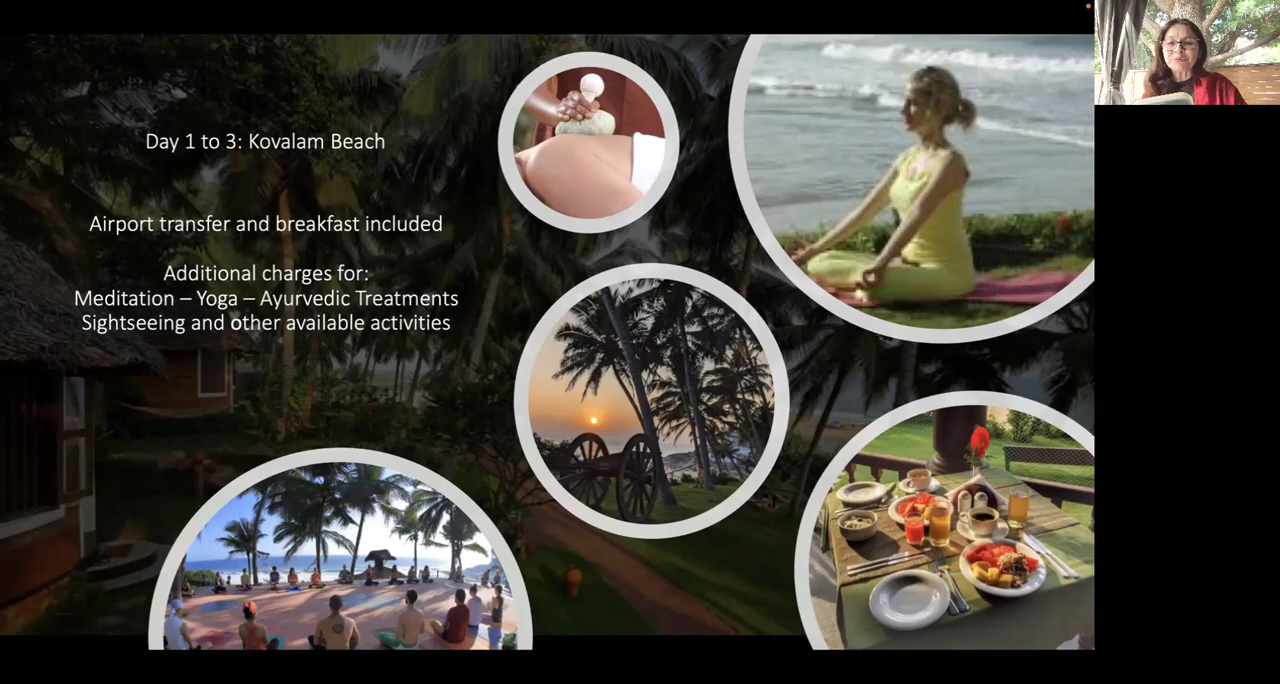 Day 1 to 3: Kovalam Beach
Airport transfer and breakfast included
Additional charges for:
Meditation – Yoga – Ayurvedic Treatments
Sightseeing and other available activities